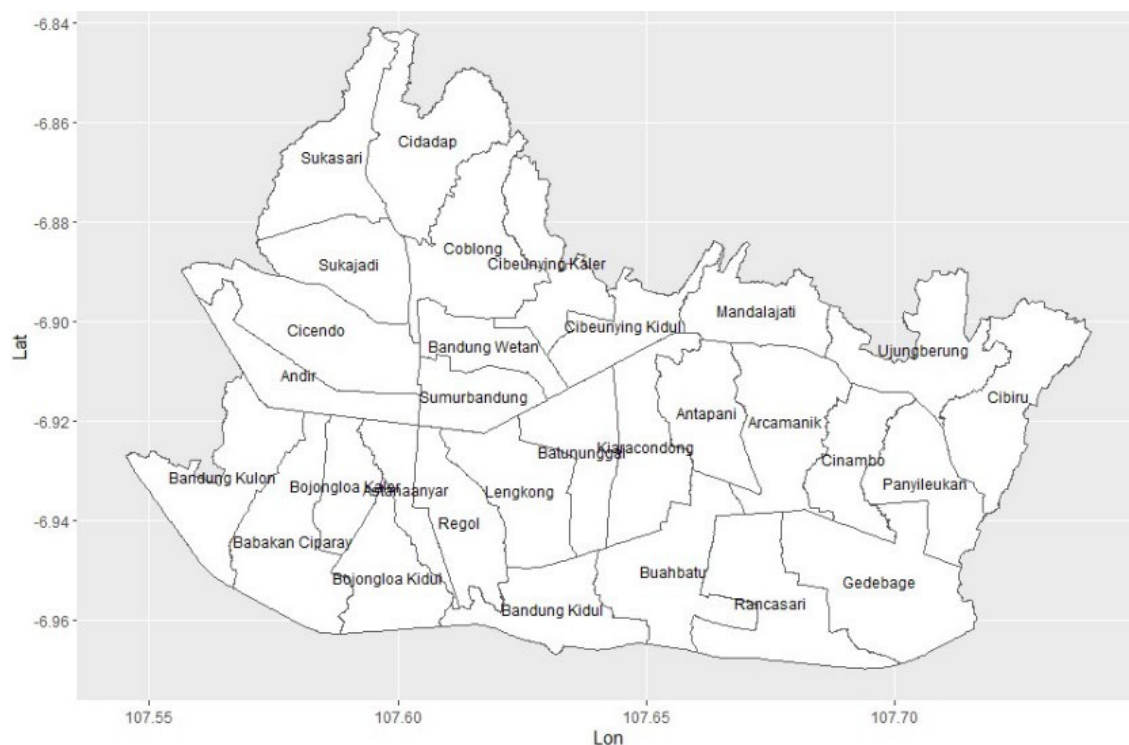 -6.84
-6.86
-6.88
-6.90
-6.92
-6.94
-6.96
Lat
Cidadap
Sukasari
Coblong
Sukajadi
Cibeunying Kaler
Mandalajati
Cicendo
Cibeunying Kidul
Bandung Wetan
Ujungberung
Andir
Sumurbandung
Cibiru
Antapani
Arcamanik
Batununggal
Kiaracondong
Cinambo
Bandung Kulon
Bojongloa Kaler
Astanaanyar
Lengkong
Panyileukan
Regol
Babakan Ciparay
Bojongloa Kidul
Buahbatu
Gedebage
Bandung Kidul
Rancasari
107.55
107.60
107.65
107.70
Lon